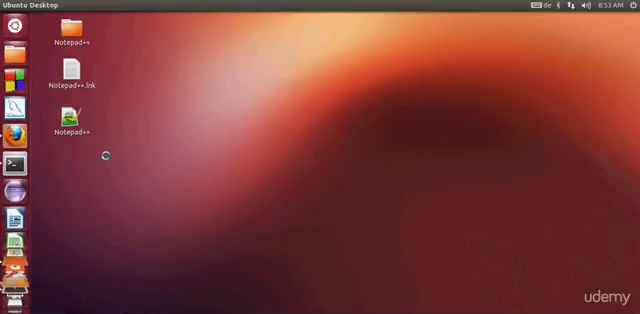 Ubuntu Desktop
de
8:53 AM
Notepad++
Notepad++.lnk
Notepad++
udemy